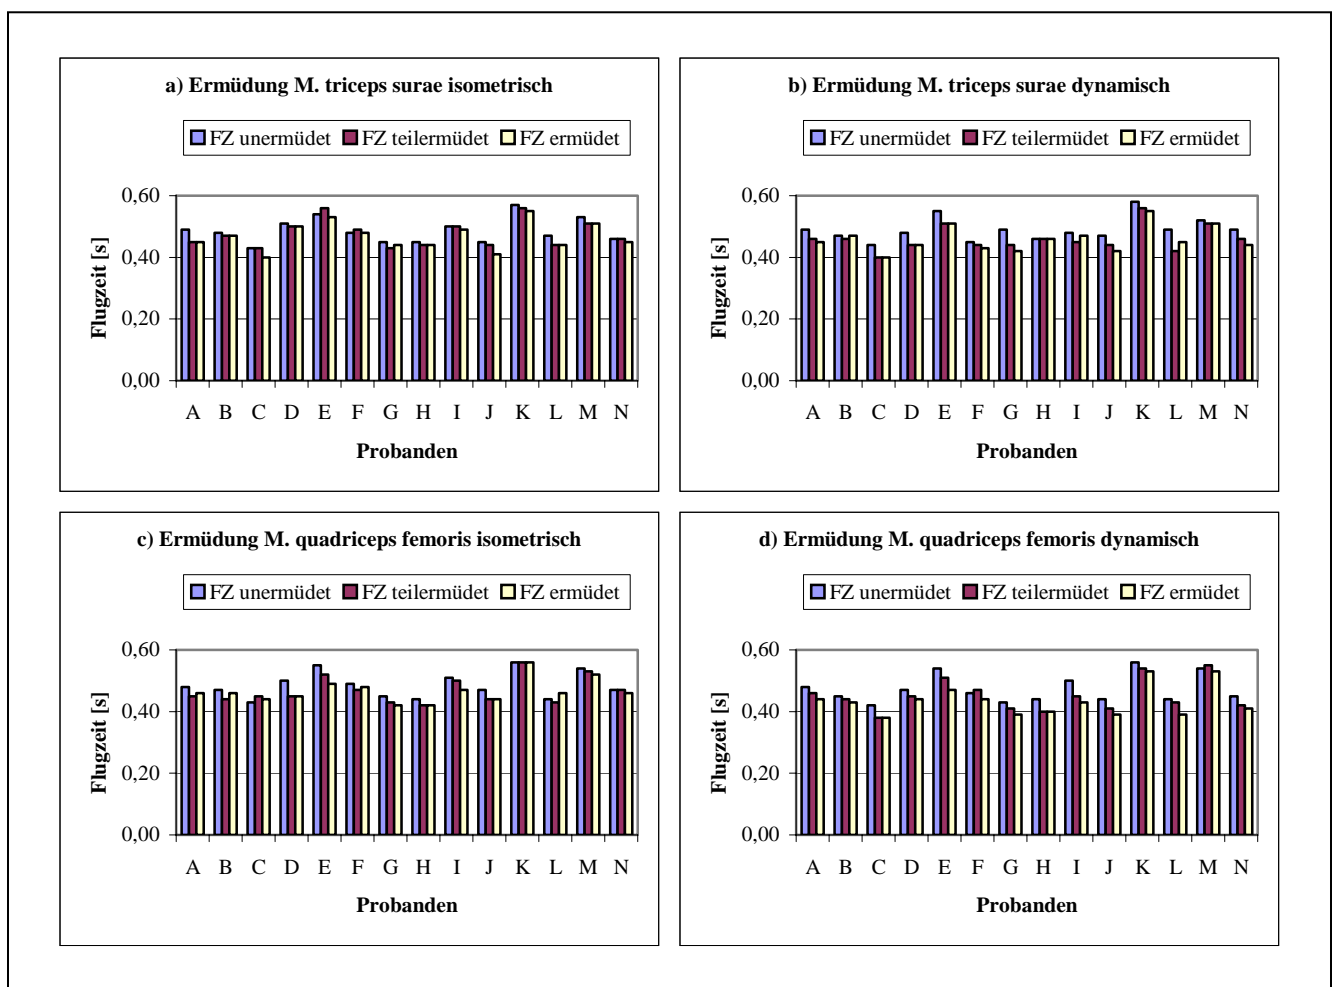 a) Ermüdung M. triceps surae isometrisch
FZ unermüdet FZ teilermüdet FZ ermüdet
0,60
0,40
0,20
0,00
Flugzeit [s]
A B C D E F G H I J K L M N
Probanden
b) Ermüdung M. triceps surae dynamisch
FZ unermüdet FZ teilermüdet FZ ermüdet
0,60
0,40
0,20
0,00
Flugzeit [s]
A B C D E F G H I J K L M N
Probanden
c) Ermüdung M. quadriceps femoris isometrisch
FZ unermüdet FZ teilermüdet FZ ermüdet
0,60
0,40
0,20
0,00
Flugzeit [s]
A B C D E F G H I J K L M N
Probanden
d) Ermüdung M. quadriceps femoris dynamisch
FZ unermüdet FZ teilermüdet FZ ermüdet
0,60
0,40
0,20
0,00
Flugzeit [s]
A B C D E F G H I J K L M N
Probanden